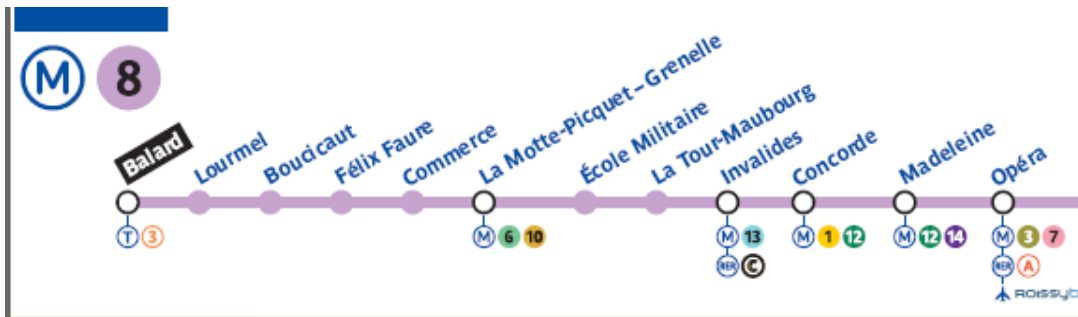 M 8
Balard
Lourmel
Boucicaut
Félix Faure
Commerce
La Motte-Picquet – Grenelle
École Militaire
La Tour-Maubourg
Invalides
Concorde
Madeleine
Opéra
T 3
M 6 10
M 13
RER C
M 1 12
M 12 14
M 3 7
RER A
ROISSYb